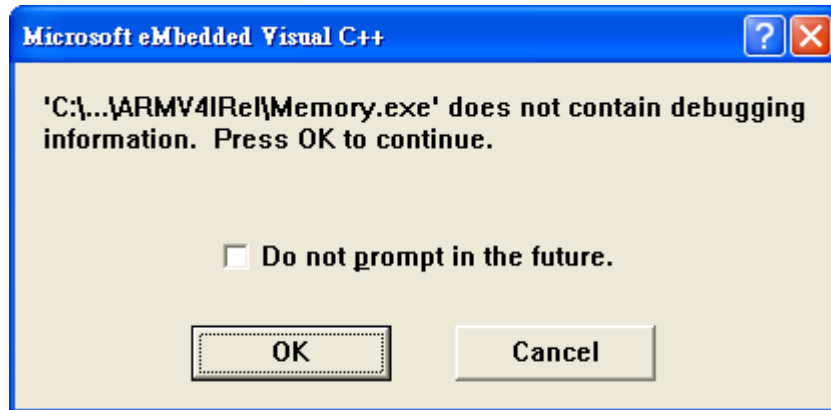 Microsoft eMbedded Visual C++
'C:\...\ARMV4IRel\Memory.exe' does not contain debugging
information. Press OK to continue.
Do not prompt in the future.
OK
Cancel